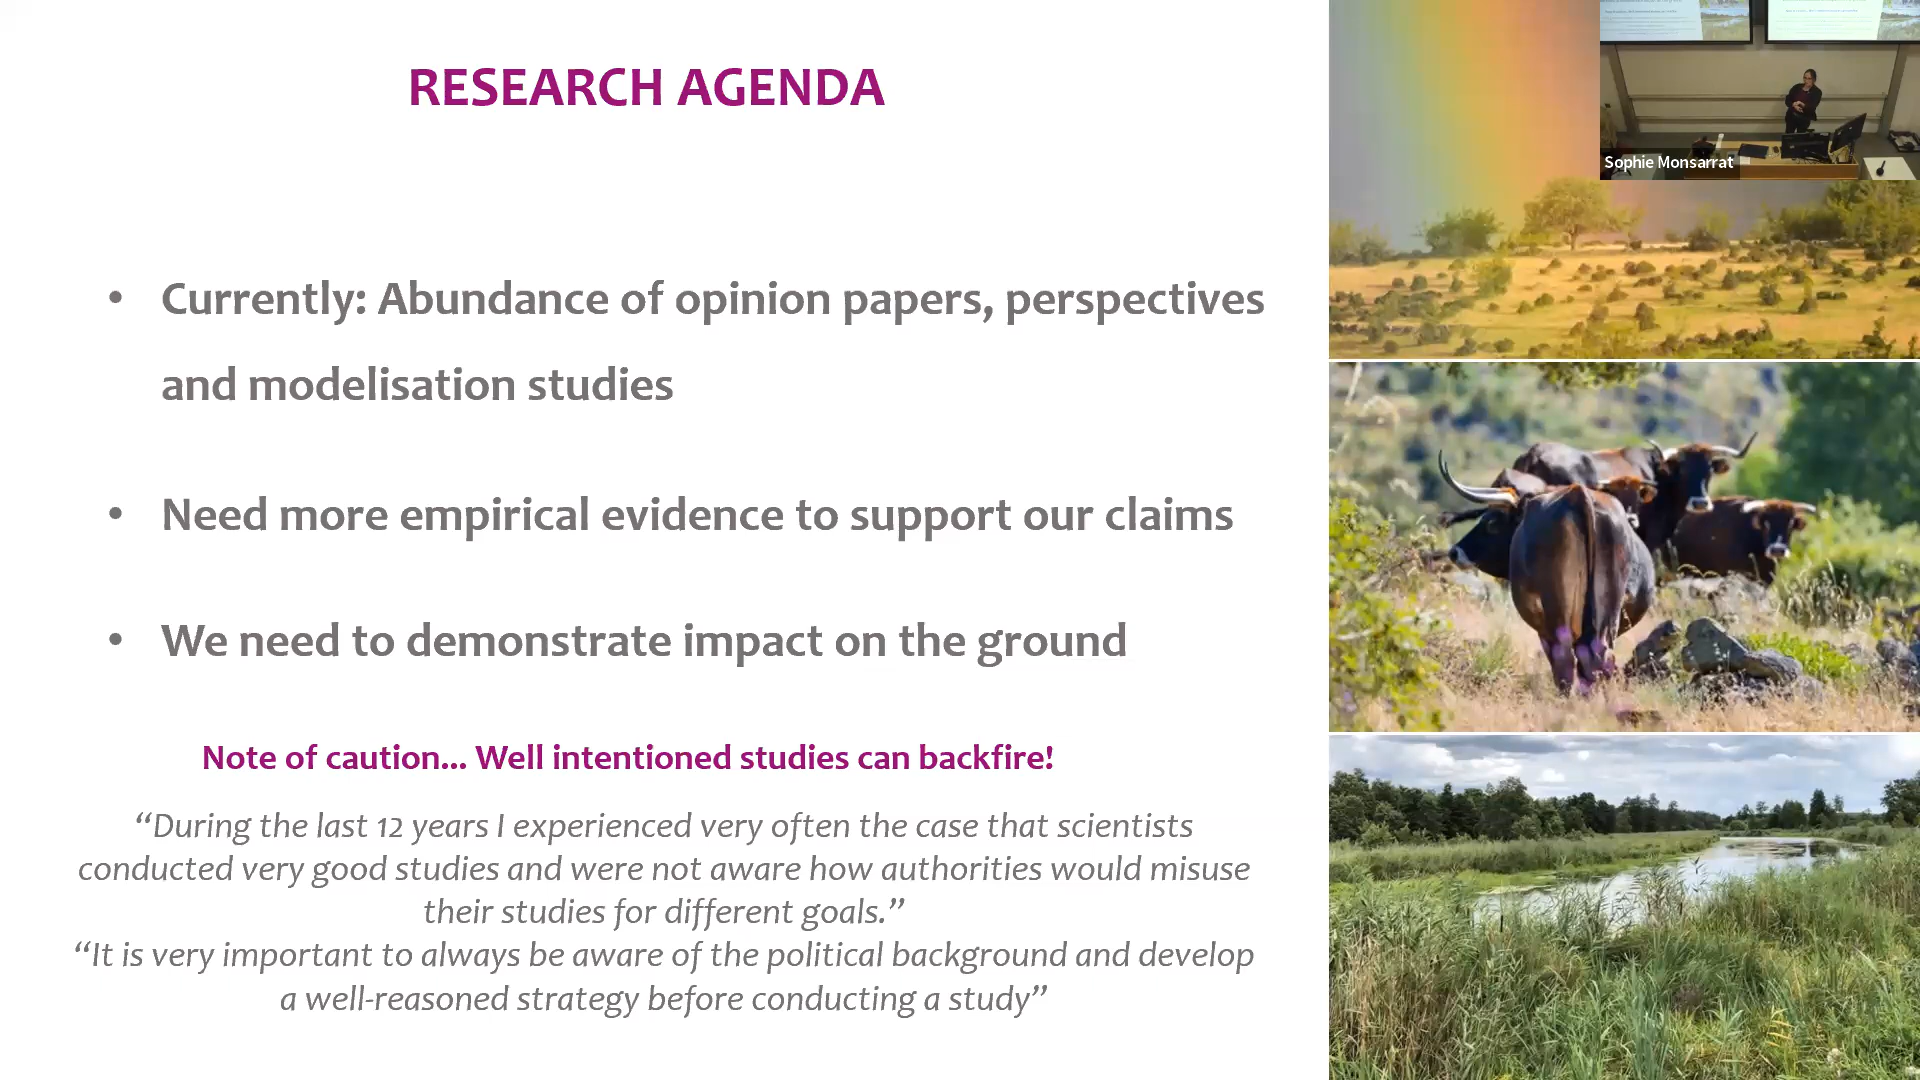 RESEARCH AGENDA
• Currently: Abundance of opinion papers, perspectives
and modelisation studies
• Need more empirical evidence to support our claims
• We need to demonstrate impact on the ground
Note of caution... Well intentioned studies can backfire!
“During the last 12 years I experienced very often the case that scientists
conducted very good studies and were not aware how authorities would misuse
their studies for different goals.”
“It is very important to always be aware of the political background and develop
a well-reasoned strategy before conducting a study”
Sophie Monsarrat